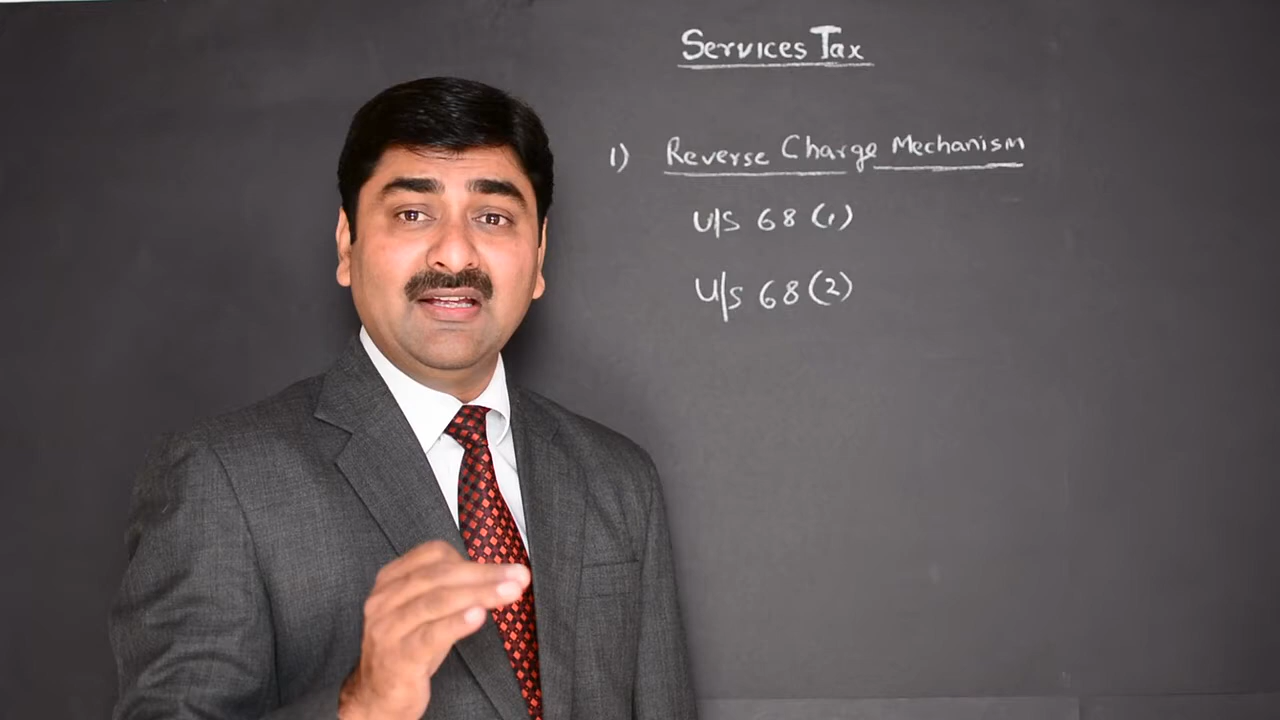 Services Tax
1) Reverse Charge Mechanism
U/S 68 (1)
U/S 68 (2)